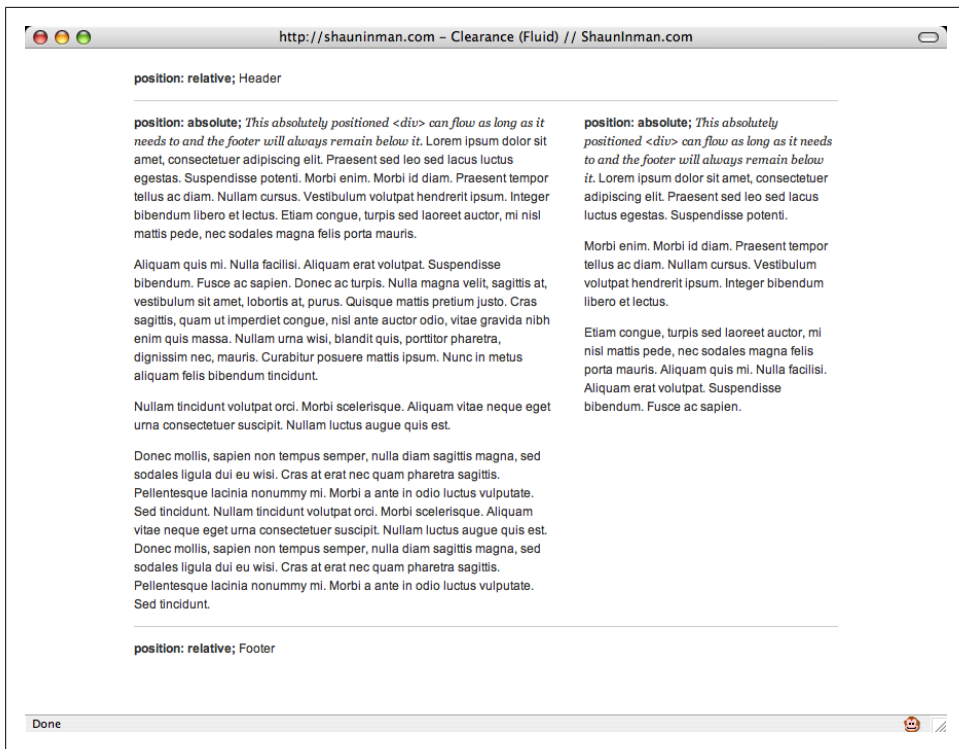 http://shauninman.com – Clearance (Fluid) // ShaunInman.com
position: relative; Header
position: absolute; This absolutely positioned <div> can flow as long as it
needs to and the footer will always remain below it. Lorem ipsum dolor sit
amet, consectetuer adipiscing elit. Praesent sed leo sed lacus luctus
egestas. Suspendisse potenti. Morbi enim. Morbi id diam. Praesent tempor
tellus ac diam. Nullam cursus. Vestibulum volutpat hendrerit ipsum. Integer
bibendum libero et lectus. Etiam congue, turpis sed laoreet auctor, mi nisl
mattis pede, nec sodales magna felis porta mauris.
Aliquam quis mi. Nulla facilisi. Aliquam erat volutpat. Suspendisse
bibendum. Fusce ac sapien. Donec ac turpis. Nulla magna velit, sagittis at,
vestibulum sit amet, lobortis at, purus. Quisque mattis pretium justo. Cras
sagittis, quam ut imperdiet congue, nisl ante auctor odio, vitae gravida nibh
enim quis massa. Nullam urna wisi, blandit quis, porttitor pharetra,
dignissim nec, mauris. Curabitur posuere mattis ipsum. Nunc in metus
aliquam felis bibendum tincidunt.
Nullam tincidunt volutpat orci. Morbi scelerisque. Aliquam vitae neque eget
urna consectetuer suscipit. Nullam luctus augue quis est.
Donec mollis, sapien non tempus semper, nulla diam sagittis magna, sed
sodales ligula dui eu wisi. Cras at erat nec quam pharetra sagittis.
Pellentesque lacinia nonummy mi. Morbi a ante in odio luctus vulputate.
Sed tincidunt. Nullam tincidunt volutpat orci. Morbi scelerisque. Aliquam
vitae neque eget urna consectetuer suscipit. Nullam luctus augue quis est.
Donec mollis, sapien non tempus semper, nulla diam sagittis magna, sed
sodales ligula dui eu wisi. Cras at erat nec quam pharetra sagittis.
Pellentesque lacinia nonummy mi. Morbi a ante in odio luctus vulputate.
Sed tincidunt.
position: absolute; This absolutely
positioned <div> can flow as long as it needs
to and the footer will always remain below
it. Lorem ipsum dolor sit amet, consectetuer
adipiscing elit. Praesent sed leo sed lacus
luctus egestas. Suspendisse potenti.
Morbi enim. Morbi id diam. Praesent tempor
tellus ac diam. Nullam cursus. Vestibulum
volutpat hendrerit ipsum. Integer bibendum
libero et lectus.
Etiam congue, turpis sed laoreet auctor, mi
nisl mattis pede, nec sodales magna felis
porta mauris. Aliquam quis mi. Nulla facilisi.
Aliquam erat volutpat. Suspendisse
bibendum. Fusce ac sapien.
position: relative; Footer
Done